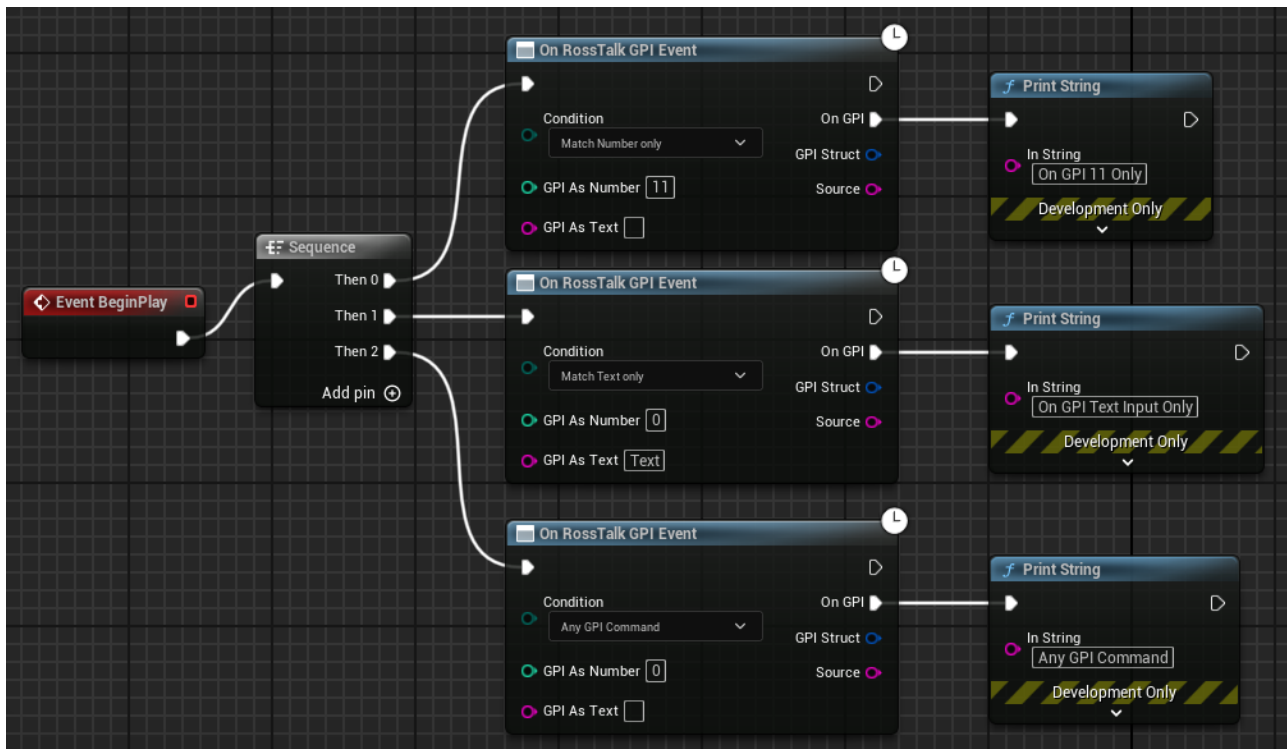 Event BeginPlay
Sequence
Then 0
Then 1
Then 2
Add pin
On RossTalk GPI Event
Condition
On GPI
Match Number only
GPI Struct
GPI As Number 11
Source
GPI As Text
Print String
In String
On GPI 11 Only
Development Only
On RossTalk GPI Event
Condition
On GPI
Match Text only
GPI Struct
GPI As Number 0
Source
GPI As Text Text
Print String
In String
On GPI Text Input Only
Development Only
On RossTalk GPI Event
Condition
On GPI
Any GPI Command
GPI Struct
GPI As Number 0
Source
GPI As Text
Print String
In String
Any GPI Command
Development Only